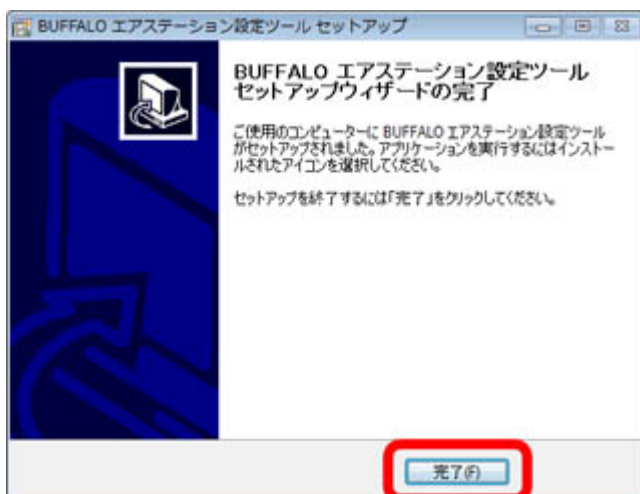 BUFFALO エアステーション設定ツール セットアップ
BUFFALO エアステーション設定ツール
セットアップウィザードの完了
ご使用のコンピューターに BUFFALO エアステーション設定ツール
がセットアップされました。アプリケーションを実行するにはインストー
ルされたアイコンを選択してください。
セットアップを終了するには「完了」をクリックしてください。
完了(F)